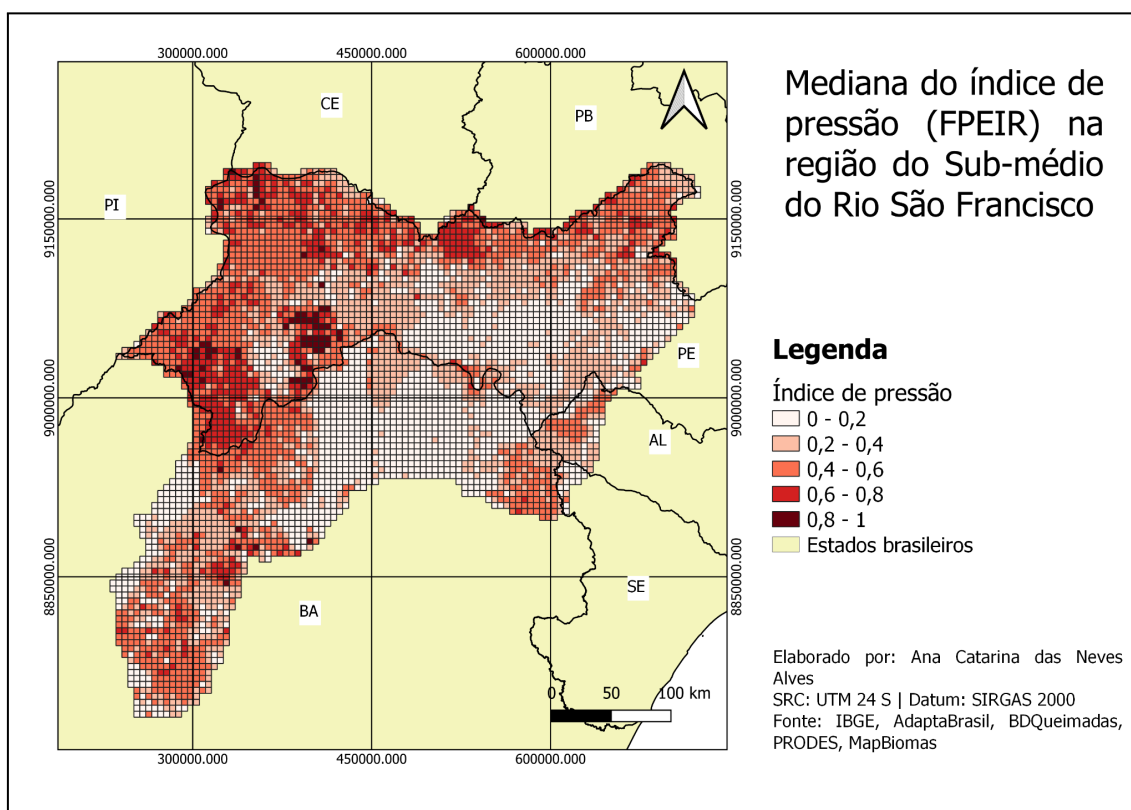 Mediana do índice de
pressão (FPEIR) na
região do Sub-médio
do Rio São Francisco
300000.000 450000.000 600000.000
CE
PB
PI
PE
AL
SE
BA
9150000.000 9150000.000
9000000.000 9000000.000
8850000.000 8850000.000
0 50 100 km
300000.000 450000.000 600000.000
Legenda
Índice de pressão
0 - 0,2
0,2 - 0,4
0,4 - 0,6
0,6 - 0,8
0,8 - 1
Estados brasileiros
Elaborado por: Ana Catarina das Neves
Alves
SRC: UTM 24 S | Datum: SIRGAS 2000
Fonte: IBGE, AdaptaBrasil, BDQueimadas,
PRODES, MapBiomas